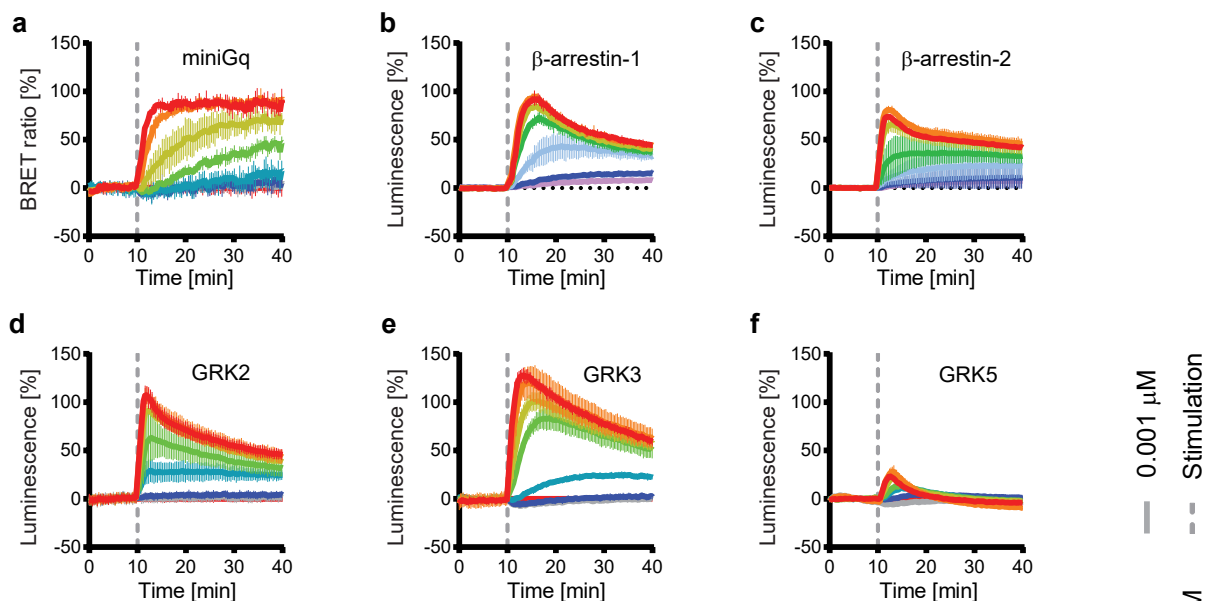 a
miniGq
BRET ratio [%]
150
100
50
0
-50
0 10 20 30 40
Time [min]
b
β-arrestin-1
Luminescence [%]
150
100
50
0
-50
0 10 20 30 40
Time [min]
c
β-arrestin-2
Luminescence [%]
150
100
50
0
-50
0 10 20 30 40
Time [min]
d
GRK2
Luminescence [%]
150
100
50
0
-50
0 10 20 30 40
Time [min]
e
GRK3
Luminescence [%]
150
100
50
0
-50
0 10 20 30 40
Time [min]
f
GRK5
Luminescence [%]
150
100
50
0
-50
0 10 20 30 40
Time [min]
0.001 μM
Stimulation